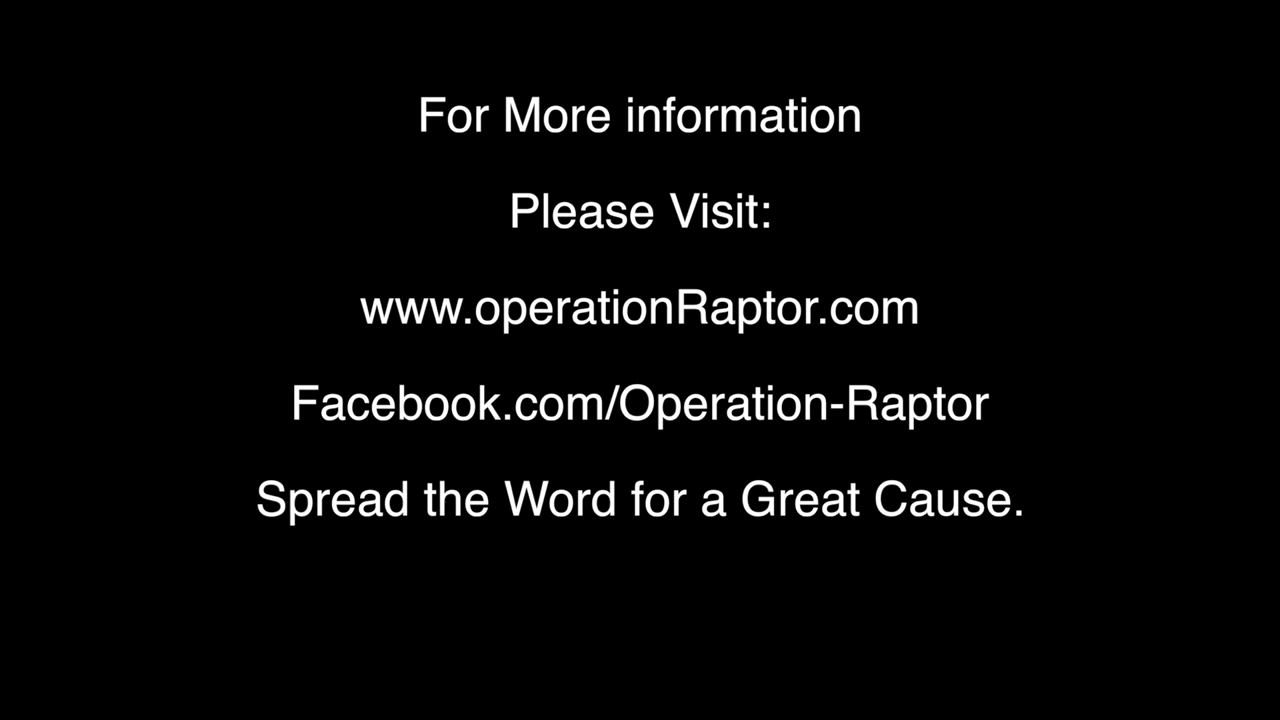 For More information
Please Visit:
www.operationRaptor.com
Facebook.com/Operation-Raptor
Spread the Word for a Great Cause.